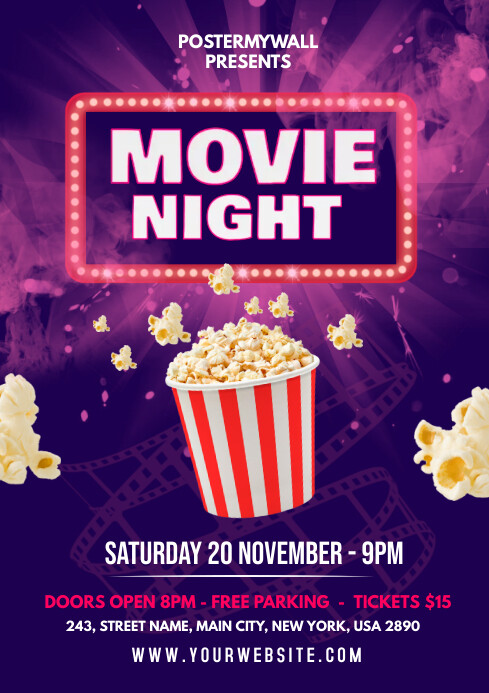 POSTERMYWALL
PRESENTS
MOVIE
NIGHT
SATURDAY 20 NOVEMBER - 9PM
DOORS OPEN 8PM - FREE PARKING - TICKETS $15
243, STREET NAME, MAIN CITY, NEW YORK, USA 2890
WWW.YOURWEBSITE.COM